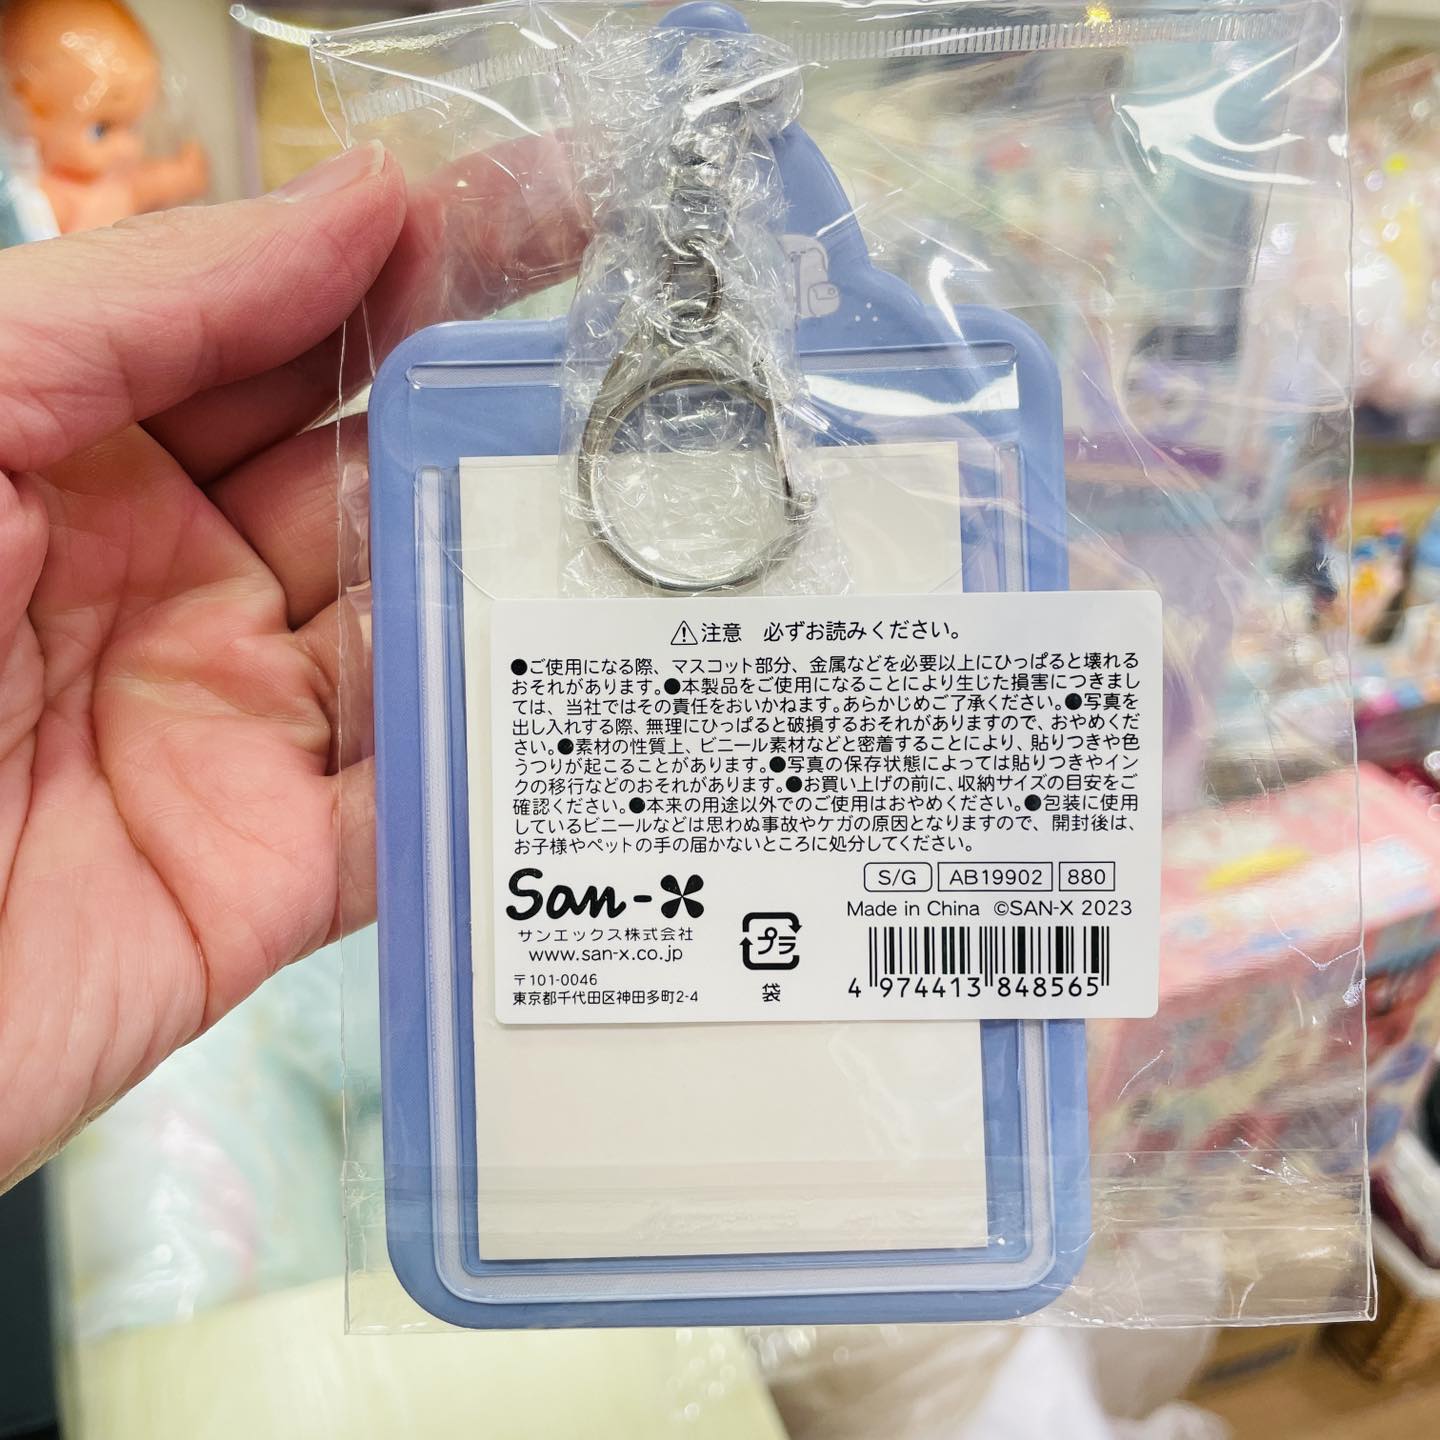 ⚠注意 必ずお読みください。
●ご使用になる際、マスコット部分、金属などを必要以上にひっぱると壊れる
おそれがあります。●本製品をご使用になることにより生じた損害につきまし
ては、当社ではその責任をおいかねます。あらかじめご了承ください。●写真を
出し入れする際、無理にひっぱると破損するおそれがありますので、おやめくだ
さい。●素材の性質上、ビニール素材などと密着することにより、貼りつきや色
うつりが起こることがあります。●写真の保存状態によっては貼りつきやイン
クの移行などのおそれがあります。●お買い上げの前に、収納サイズの目安をご
確認ください。●本来の用途以外でのご使用はおやめください。●包装に使用
しているビニールなどは思わぬ事故やケガの原因となりますので、開封後は、
お子様やペットの手の届かないところに処分してください。
San-X
サンエックス株式会社
www.san-x.co.jp
〒101-0046
東京都千代田区神田多町2-4
プラ
袋
S/G AB19902 880
Made in China ©SAN-X 2023
4 974413 848565